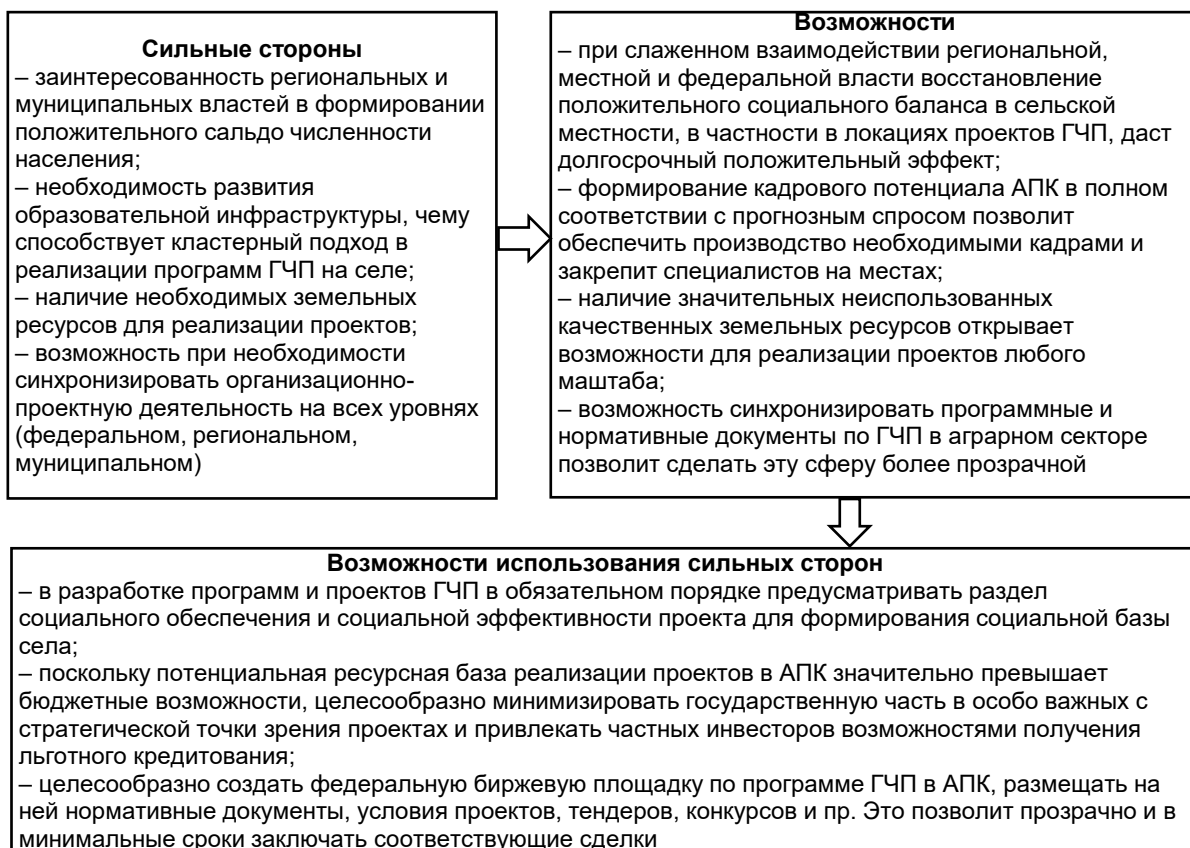 Сильные стороны
– заинтересованность региональных и
муниципальных властей в формировании
положительного сальдо численности
населения;
– необходимость развития
образовательной инфраструктуры, чему
способствует кластерный подход в
реализации программ ГЧП на селе;
– наличие необходимых земельных
ресурсов для реализации проектов;
– возможность при необходимости
синхронизировать организационно-
проектную деятельность на всех уровнях
(федеральном, региональном,
муниципальном)
Возможности
– при слаженном взаимодействии региональной,
местной и федеральной власти восстановление
положительного социального баланса в сельской
местности, в частности в локациях проектов ГЧП, даст
долгосрочный положительный эффект;
– формирование кадрового потенциала АПК в полном
соответствии с прогнозным спросом позволит
обеспечить производство необходимыми кадрами и
закрепит специалистов на местах;
– наличие значительных неиспользованных
качественных земельных ресурсов открывает
возможности для реализации проектов любого
маштаба;
– возможность синхронизировать программные и
нормативные документы по ГЧП в аграрном секторе
позволит сделать эту сферу более прозрачной
Возможности использования сильных сторон
– в разработке программ и проектов ГЧП в обязательном порядке предусматривать раздел
социального обеспечения и социальной эффективности проекта для формирования социальной базы
села;
– поскольку потенциальная ресурсная база реализации проектов в АПК значительно превышает
бюджетные возможности, целесообразно минимизировать государственную часть в особо важных с
стратегической точки зрения проектах и привлекать частных инвесторов возможностями получения
льготного кредитования;
– целесообразно создать федеральную биржевую площадку по программе ГЧП в АПК, размещать на
ней нормативные документы, условия проектов, тендеров, конкурсов и пр. Это позволит прозрачно и в
минимальные сроки заключать соответствующие сделки